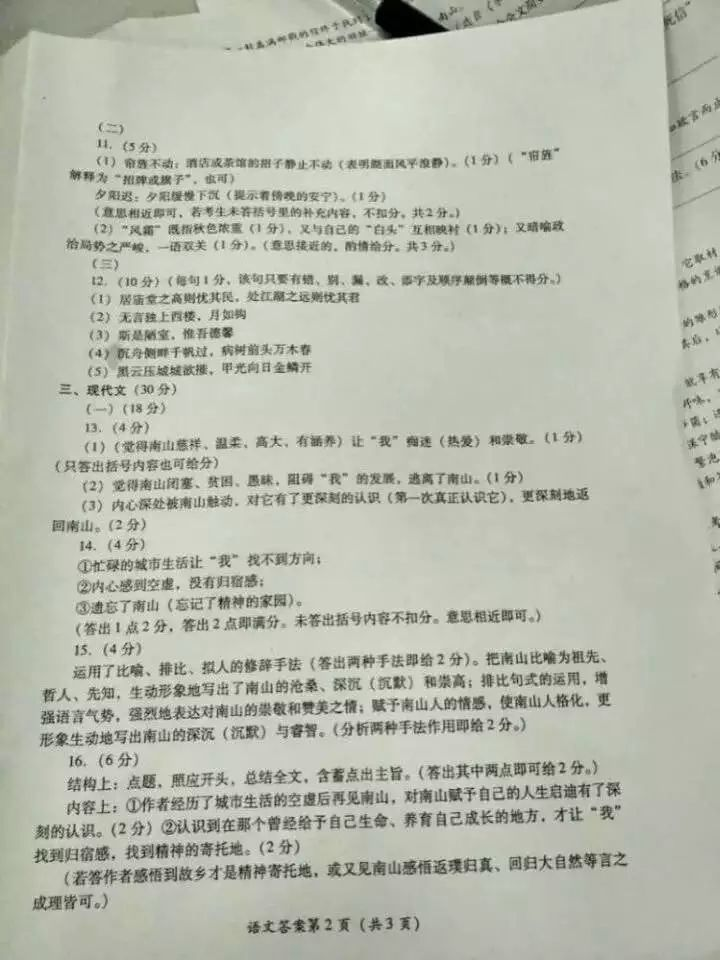 （二）
11.（5分）
（1）帘旌不动：酒店或茶馆的招子静止不动（表明湖面风平浪静）。（1分）（“帘旌”
解释为“招牌或旗子”，也可）
夕阳迟：夕阳缓慢下沉（提示着傍晚的安宁）。（1分）
（意思相近即可，若考生未答括号里的补充内容，不扣分。共2分。）
（2）“风霜”既指秋色浓重（1分），又与自己的“白头”互相映衬（1分）；又暗喻政
治局势之严峻，一语双关（1分）。（意思接近的，酌情给分。共3分。）
（三）
12.（10分）（每句1分，该句只要有错、别、漏、改、添字及顺序颠倒等概不得分。）
（1）居庙堂之高则忧其民，处江湖之远则忧其君
（2）无言独上西楼，月如钩
（3）斯是陋室，惟吾德馨
（4）沉舟侧畔千帆过，病树前头万木春
（5）黑云压城城欲摧，甲光向日金鳞开
三、现代文（30分）
（一）（18分）
13.（4分）
（1）（觉得南山慈祥、温柔、高大、有涵养）让“我”痴迷（热爱）和崇敬。（1分）
（只答出括号内容也可给分）
（2）觉得南山闭塞、贫困、愚昧，阻碍“我”的发展，逃离了南山。（1分）
（3）内心深处被南山触动，对它有了更深刻的认识（第一次真正认识它），更深刻地返
回南山。（2分）
14.（4分）
①忙碌的城市生活让“我”找不到方向；
②内心感到空虚，没有归宿感；
③遗忘了南山（忘记了精神的家园）。
（答出1点2分，答出2点即满分。未答出括号内容不扣分。意思相近即可。）
15.（4分）
运用了比喻、排比、拟人的修辞手法（答出两种手法即给2分）。把南山比喻为祖先、
哲人、先知，生动形象地写出了南山的沧桑、深沉（沉默）和崇高；排比句式的运用，增
强语言气势，强烈地表达对南山的崇敬和赞美之情；赋予南山人的情感，使南山人格化，更
形象生动地写出南山的深沉（沉默）与睿智。（分析两种手法作用即给2分。）
16.（6分）
结构上：点题，照应开头，总结全文，含蓄点出主旨。（答出其中两点即可给2分。）
内容上：①作者经历了城市生活的空虚后再见南山，对南山赋予自己的人生启迪有了深
刻的认识。（2分）②认识到在那个曾经给予自己生命、养育自己成长的地方，才让“我”
找到归宿感，找到精神的寄托地。（2分）
（若答作者感悟到故乡才是精神寄托地，或又见南山感悟返璞归真、回归大自然等言之
成理皆可。）
语文答案第2页（共3页）